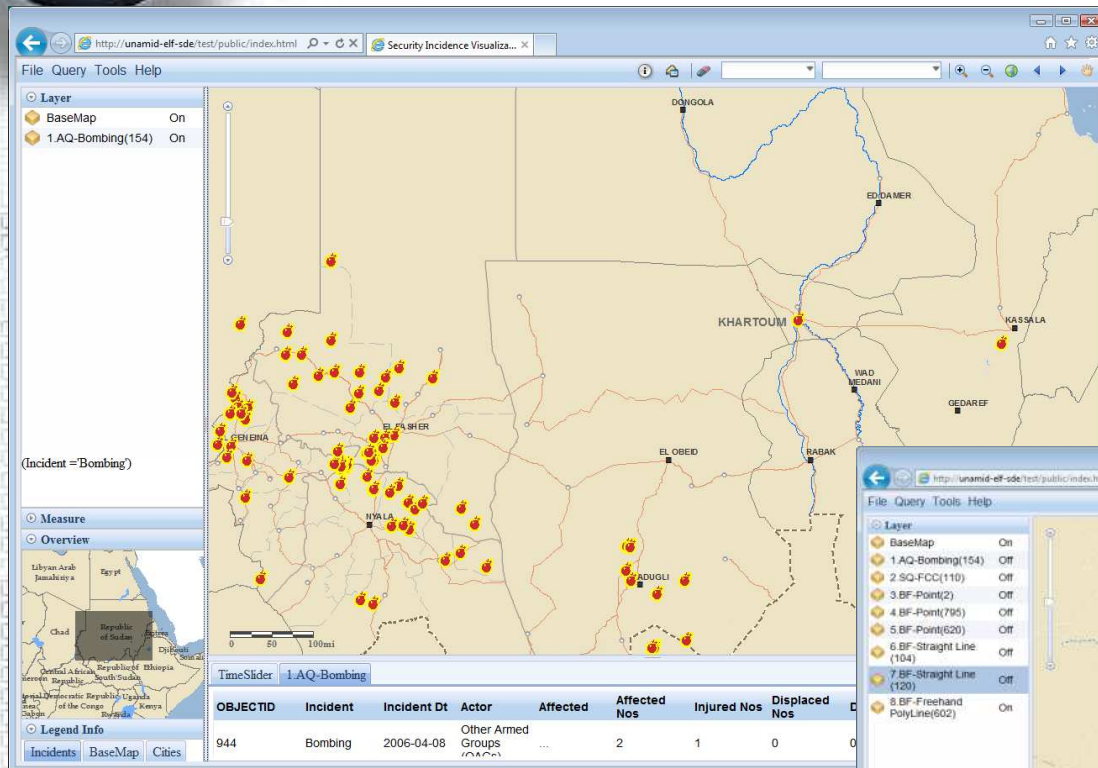 http://unamid-elf-sde/test/public/index.html
Security Incidence Visualiza...
File Query Tools Help
Layer
BaseMap On
1.AQ-Bombing(154) On
(Incident ='Bombing')
Measure
Overview
Libyan Arab
Jamahiriya
Egypt
Chad
Republic
of Sudan
Eritrea
Djibouti
Central African
Republic
Republic of
South Sudan
Ethiopia
Democratic Republic
of the Congo
Uganda
Kenya
Rwanda
Legend Info
Incidents BaseMap Cities
DONGOLA
ED DAMER
KHARTOUM
KASSALA
WAD
MEDANI
GEDAREF
EL FASHER
GENEINA
EL OBEID
RABAK
NYALA
ADUGLI
0 50 100mi
TimeSlider 1.AQ-Bombing
OBJECTID Incident Incident Dt Actor Affected Affected
Nos Injured Nos Displaced
Nos D
944 Bombing 2006-04-08 Other Armed
Groups
(OAGs) ... 2 1 0 0
http://unamid-elf-sde/test/public/index.h
File Query Tools Help
Layer
BaseMap On
1.AQ-Bombing(154) Off
2.SQ-FCC(110) Off
3.BF-Point(2) Off
4.BF-Point(795) Off
5.BF-Point(620) Off
6.BF-Straight Line
(104) Off
7.BF-Straight Line
(120) Off
8.BF-Freehand
PolyLine(602) On